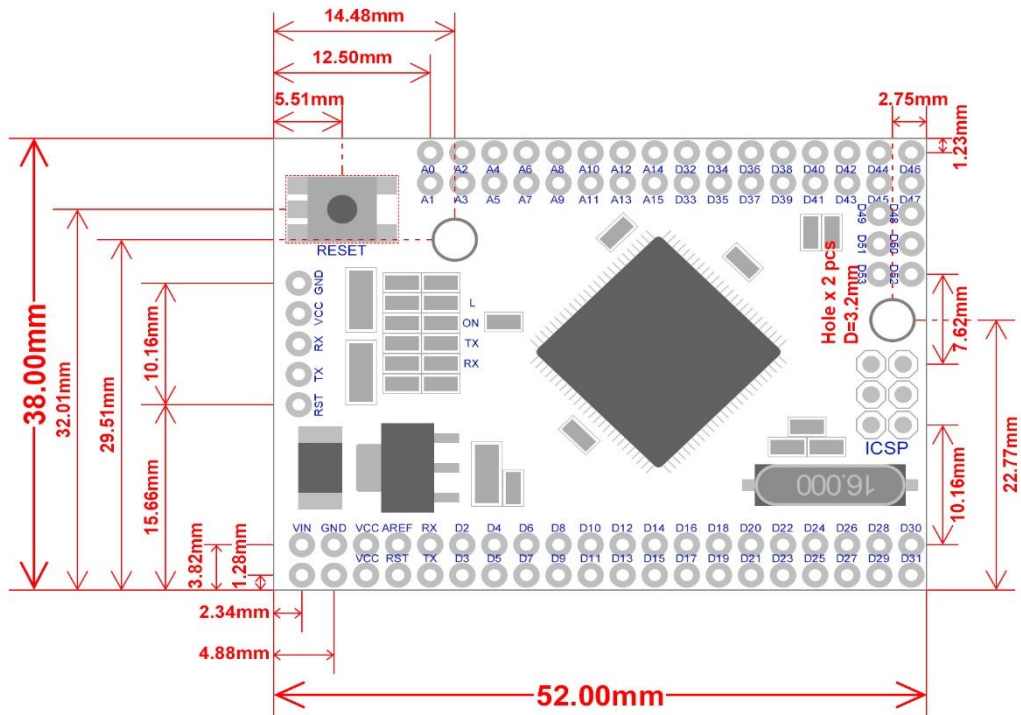 14.48mm
12.50mm
5.51mm
2.75mm
1.23mm
A0 A2 A4 A6 A8 A10 A12 A14 D32 D34 D36 D38 D40 D42 D44 D46
A1 A3 A5 A7 A9 A11 A13 A15 D33 D35 D37 D39 D41 D43 D45 D47
D49 D48
D51 D50
D53 D52
RESET
GND
VCC
RX
TX
RST
L
ON
TX
RX
Hole x 2 pcs
D=3.2mm
7.62mm
38.00mm
32.01mm
29.51mm
10.16mm
15.66mm
3.82mm
1.28mm
ICSP
16.000
10.16mm
22.77mm
VIN GND VCC AREF RX D2 D4 D6 D8 D10 D12 D14 D16 D18 D20 D22 D24 D26 D28 D30
VCC RST TX D3 D5 D7 D9 D11 D13 D15 D17 D19 D21 D23 D25 D27 D29 D31
2.34mm
4.88mm
52.00mm